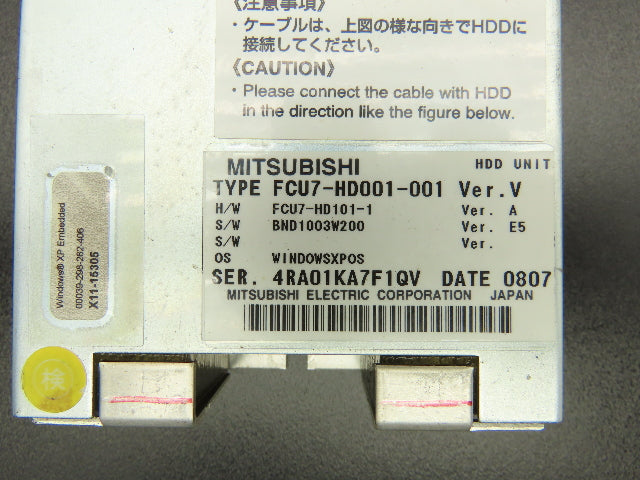 《注意事項》
・ケーブルは、上図の様な向きでHDDに
接続してください。
《CAUTION》
・Please connect the cable with HDD
in the direction like the figure below.
MITSUBISHI HDD UNIT
TYPE FCU7-HD001-001 Ver.V
H/W FCU7-HD101-1 Ver. A
S/W BND1003W200 Ver. E5
S/W Ver.
OS WINDOWSXPOS
SER. 4RA01KA7F1QV DATE 0807
MITSUBISHI ELECTRIC CORPORATION JAPAN
Windows® XP Embedded
00039-298-282-406
X11-15305
検